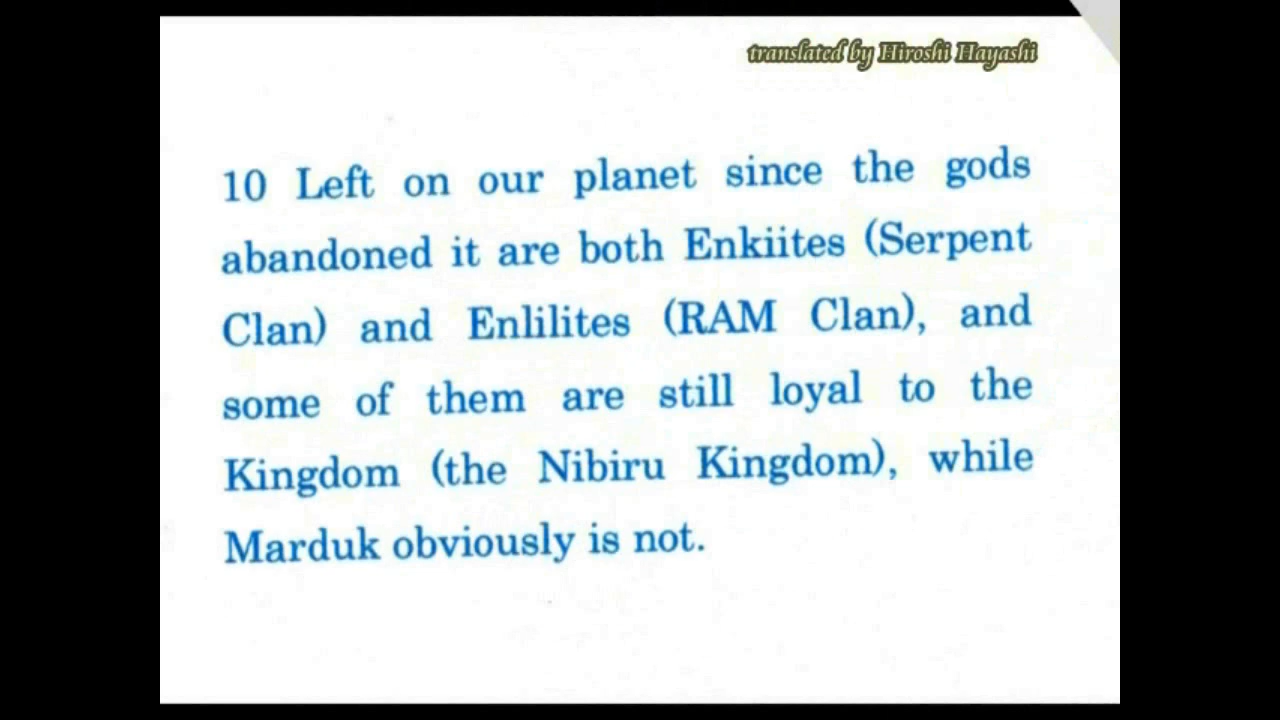 translated by Hiroshi Hayashi
10 Left on our planet since the gods
abandoned it are both Enkiites (Serpent
Clan) and Enlilites (RAM Clan), and
some of them are still loyal to the
Kingdom (the Nibiru Kingdom), while
Marduk obviously is not.